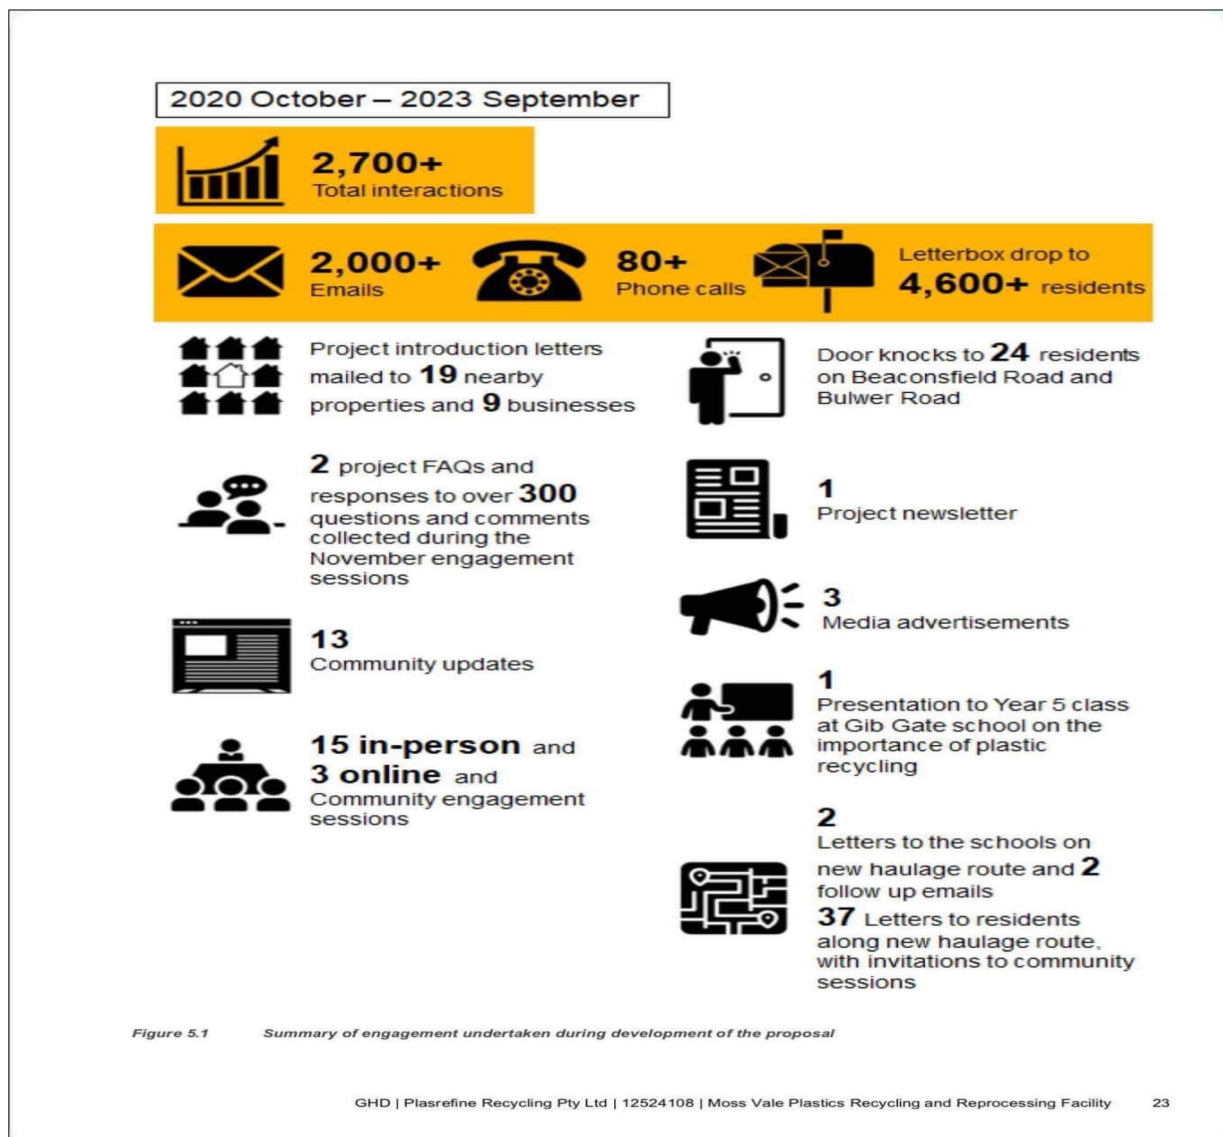 2020 October – 2023 September
2,700+
Total interactions
2,000+
Emails
80+
Phone calls
Letterbox drop to
4,600+ residents
Project introduction letters
mailed to 19 nearby
properties and 9 businesses
Door knocks to 24 residents
on Beaconsfield Road and
Bulwer Road
2 project FAQs and
responses to over 300
questions and comments
collected during the
November engagement
sessions
1
Project newsletter
3
Media advertisements
13
Community updates
1
Presentation to Year 5 class
at Gib Gate school on the
importance of plastic
recycling
15 in-person and
3 online and
Community engagement
sessions
2
Letters to the schools on
new haulage route and 2
follow up emails
37 Letters to residents
along new haulage route,
with invitations to community
sessions
Figure 5.1 Summary of engagement undertaken during development of the proposal
GHD | Plasrefine Recycling Pty Ltd | 12524108 | Moss Vale Plastics Recycling and Reprocessing Facility 23